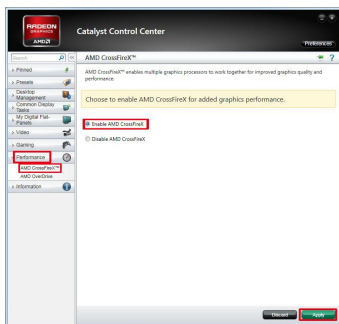 RADEON
GRAPHICS
AMD
Catalyst Control Center
Preferences
Search
AMD CrossFireX™
?
Pinned
Presets
Desktop
Management
Common Display
Tasks
My Digital Flat-
Panels
Video
Gaming
Performance
AMD CrossFireX™
AMD OverDrive
Information
AMD CrossFireX™ enables multiple graphics processors to work together for improved graphics quality and
performance.
Choose to enable AMD CrossFireX for added graphics performance.
Enable AMD CrossFireX
Disable AMD CrossFireX
Discard
Apply